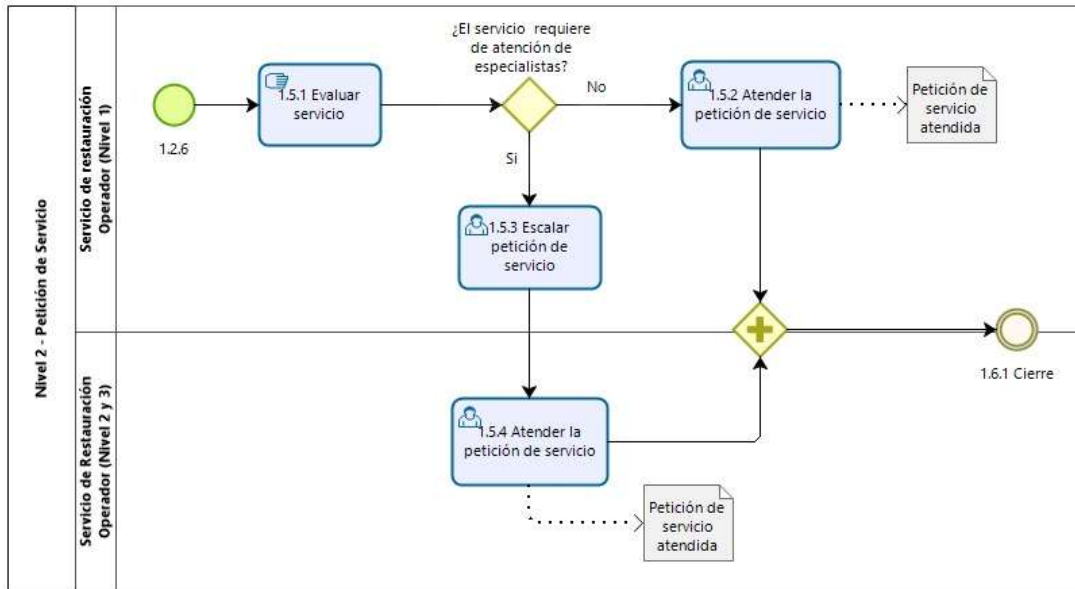 Nivel 2 - Petición de Servicio
Servicio de restauración
Operador (Nivel 1)
1.2.6
1.5.1 Evaluar
servicio
¿El servicio requiere
de atención de
especialistas?
No
Si
1.5.2 Atender la
petición de servicio
Petición de
servicio
atendida
1.5.3 Escalar
petición de
servicio
Servicio de Restauración
Operador (Nivel 2 y 3)
1.5.4 Atender la
petición de servicio
Petición de
servicio
atendida
1.6.1 Cierre